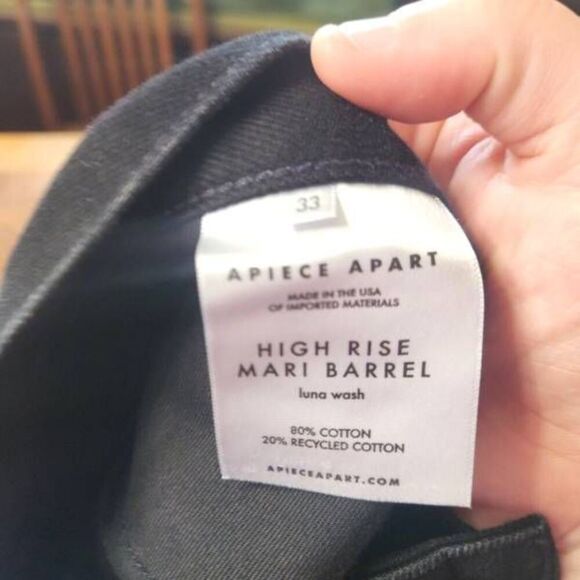 33
APIECE APART
MADE IN THE USA
OF IMPORTED MATERIALS
HIGH RISE
MARI BARREL
luna wash
80% COTTON
20% RECYCLED COTTON
APIECEAPART.COM